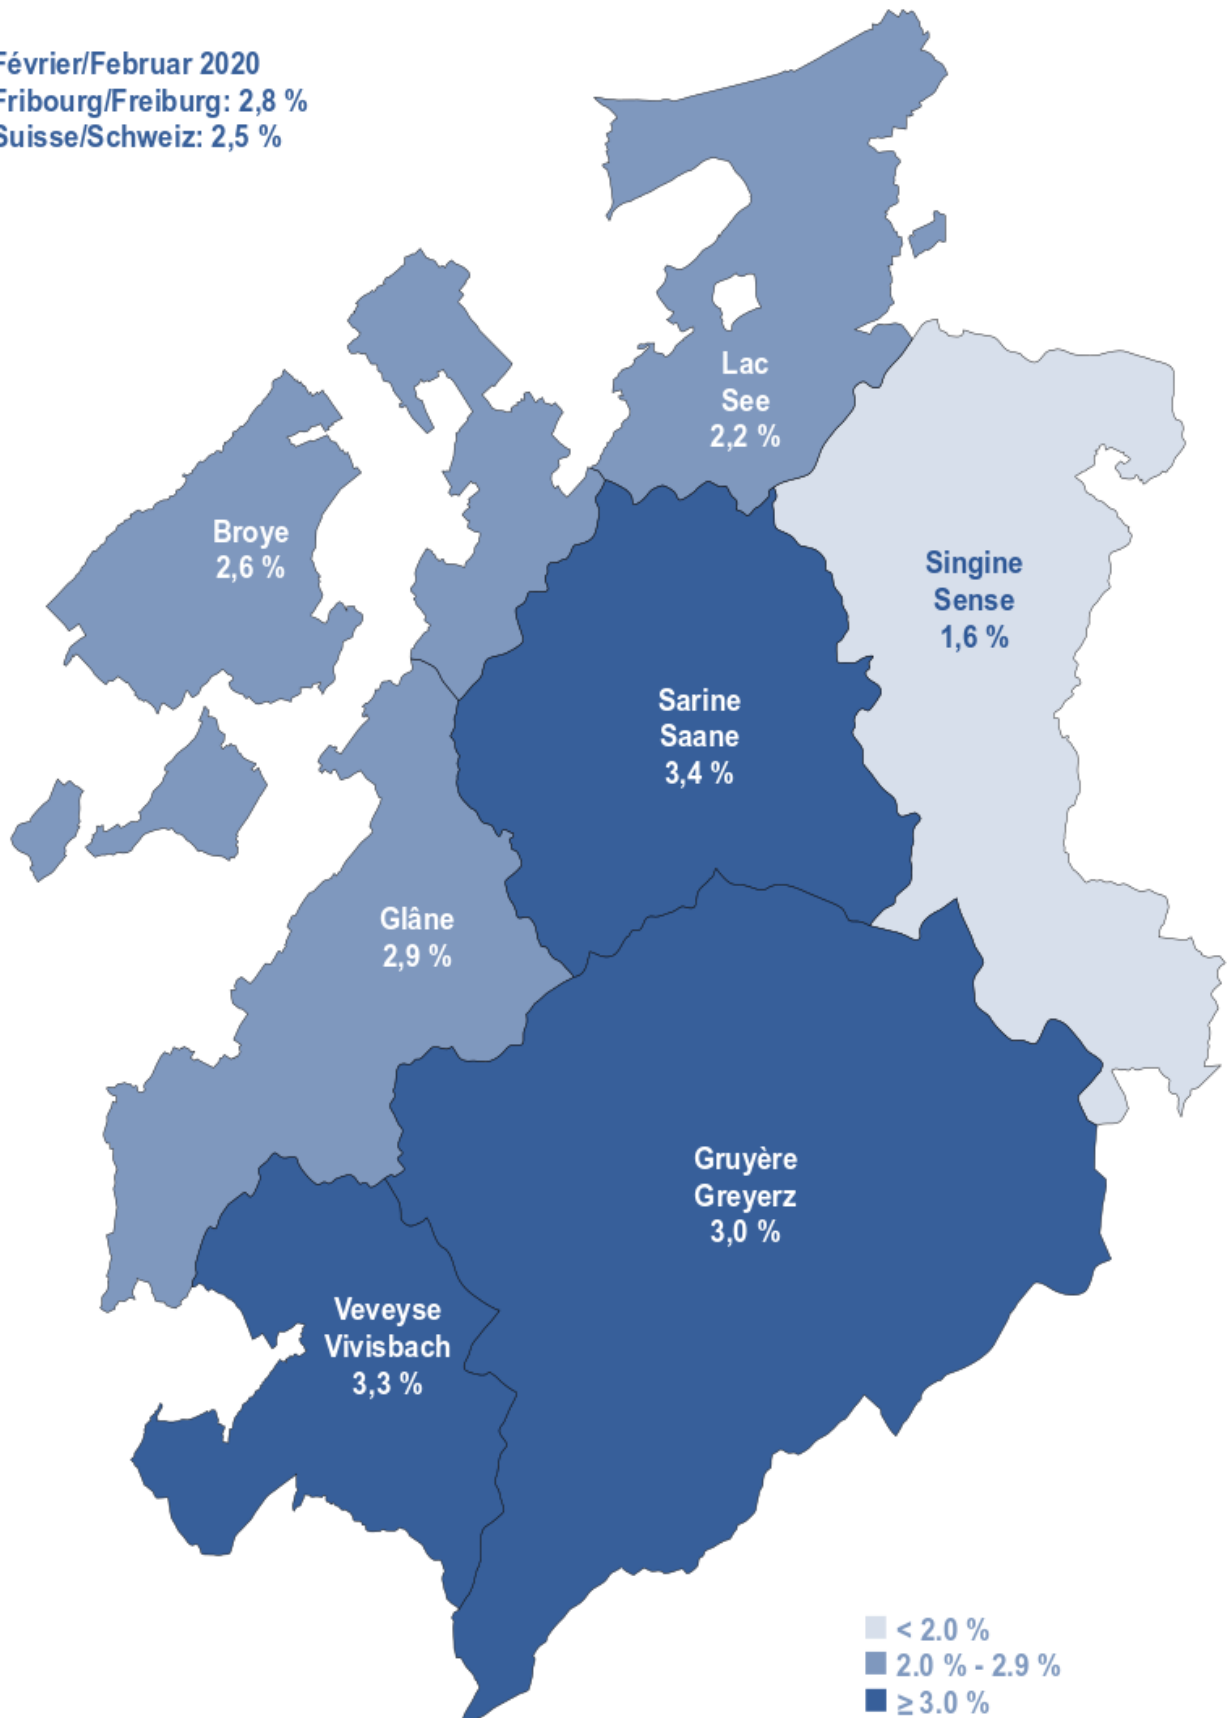 Février/Februar 2020
Fribourg/Freiburg: 2,8 %
Suisse/Schweiz: 2,5 %
Lac
See
2,2 %
Broye
2,6 %
Singine
Sense
1,6 %
Sarine
Saane
3,4 %
Glâne
2,9 %
Gruyère
Greyerz
3,0 %
Veveyse
Vivisbach
3,3 %
< 2.0 %
2.0 % - 2.9 %
≥ 3.0 %